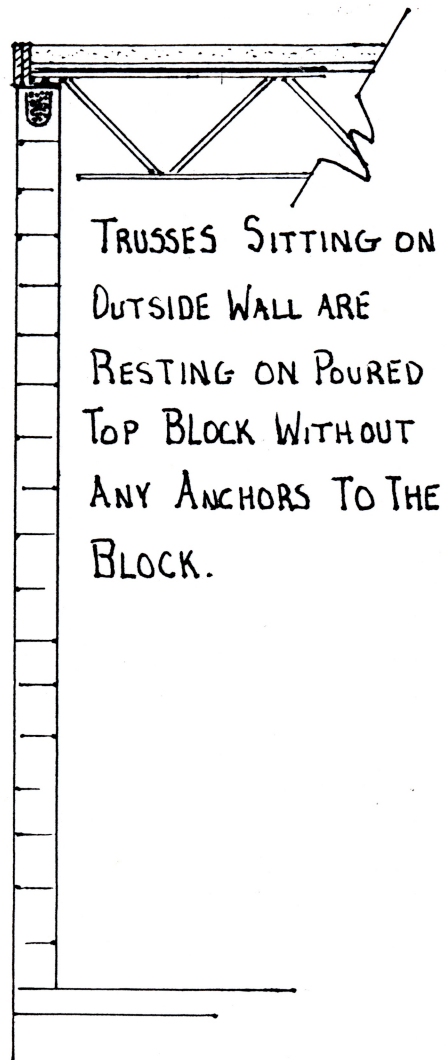 TRUSSES SITTING ON
OUTSIDE WALL ARE
RESTING ON POURED
TOP BLOCK WITHOUT
ANY ANCHORS TO THE
BLOCK.